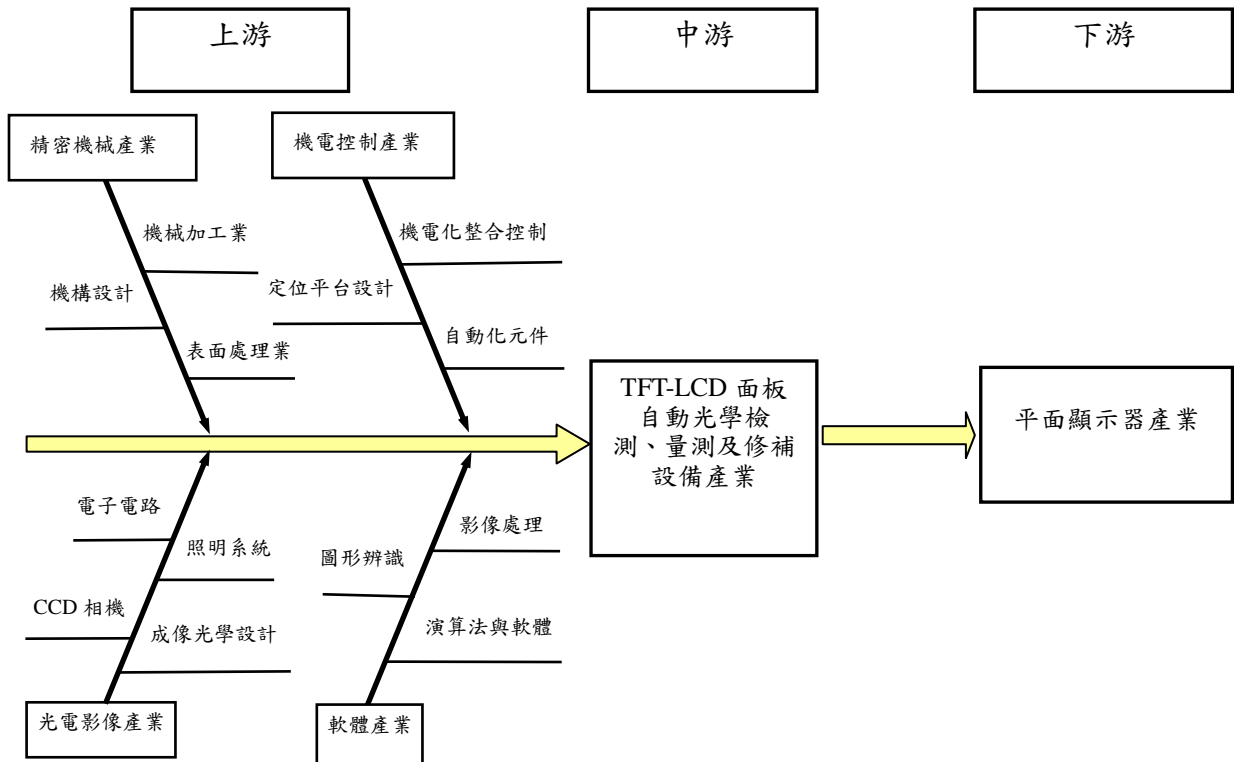 上游
中游
下游
精密機械產業
機電控制產業
機械加工業
機電化整合控制
機構設計
定位平台設計
表面處理業
自動化元件
TFT-LCD 面板
自動光學檢
測、量測及修補
設備產業
平面顯示器產業
電子電路
照明系統
影像處理
圖形辨識
CCD 相機
成像光學設計
演算法與軟體
光電影像產業
軟體產業